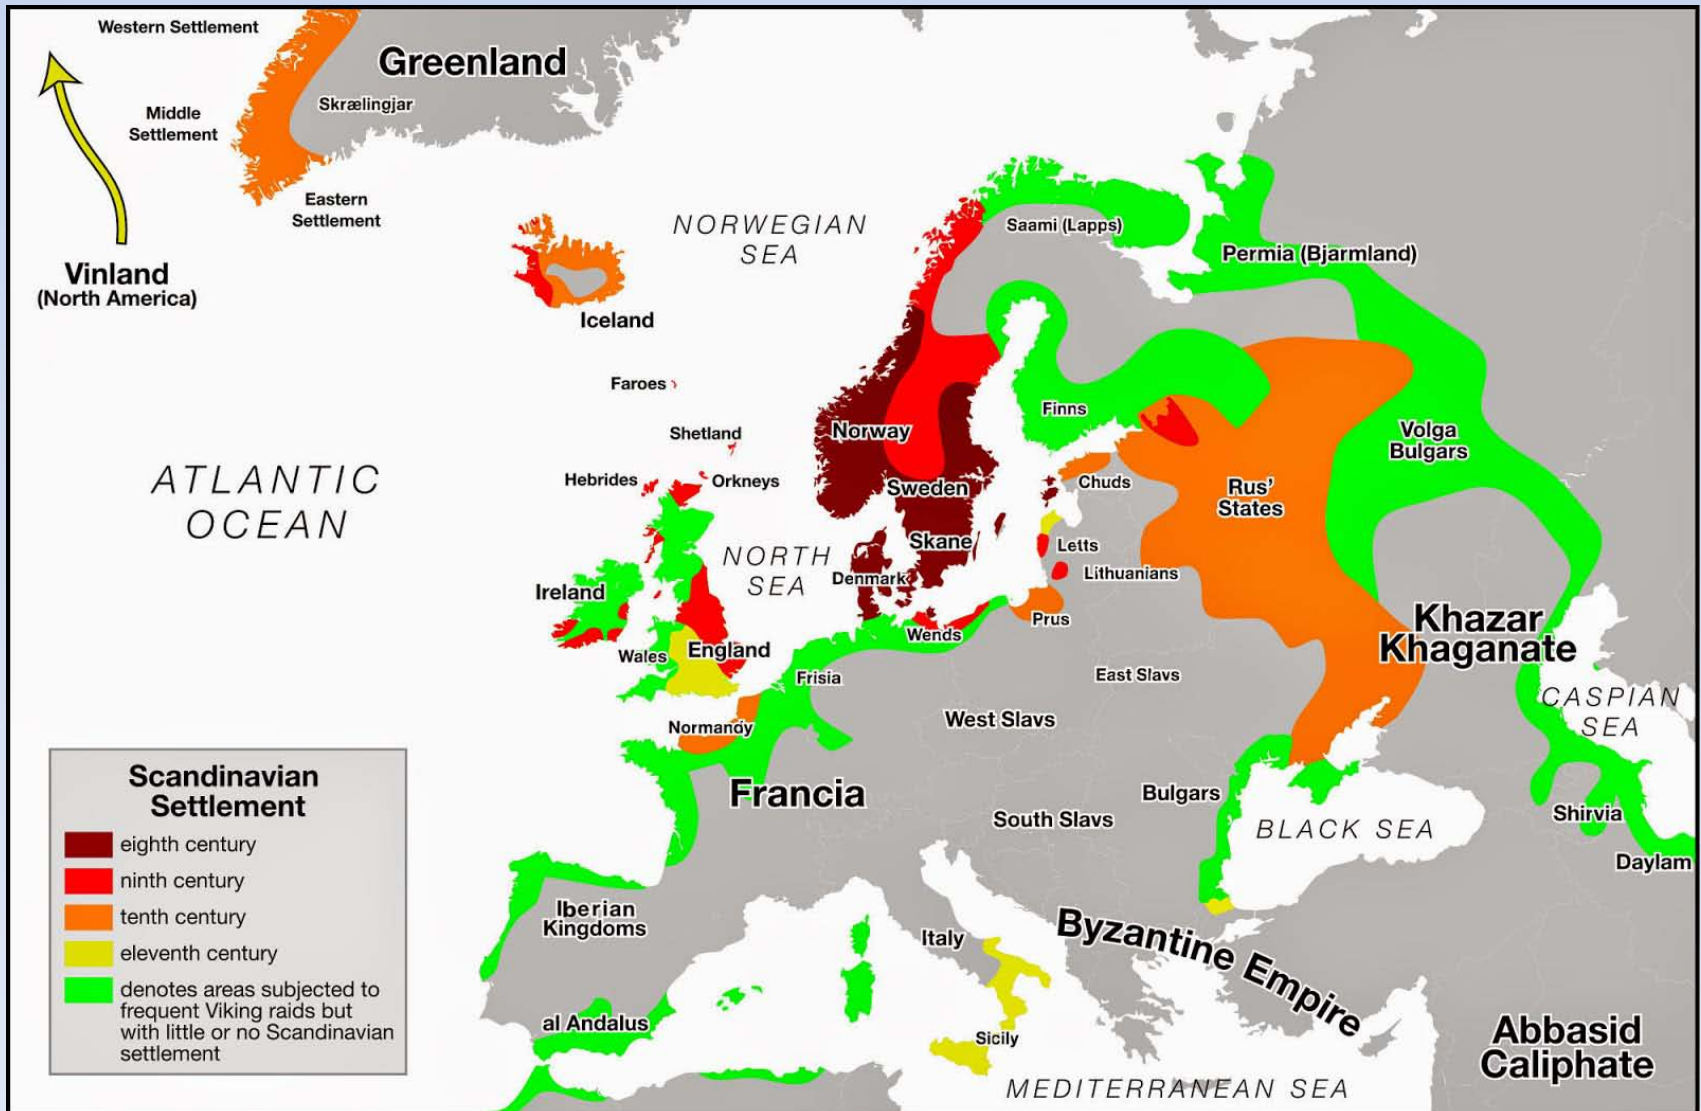 Western Settlement
Greenland
Skrælingjar
Middle
Settlement
Eastern
Settlement
Vinland
(North America)
NORWEGIAN
SEA
Saami (Lapps)
Permia (Bjarmland)
Iceland
Faroes
Shetland
Hebrides
Orkneys
ATLANTIC
OCEAN
Norway
Sweden
Finns
Chuds
Rus'
States
Volga
Bulgars
NORTH
SEA
Skane
Denmark
Letts
Lithuanians
Ireland
Prus
Wends
Wales
England
Frisia
East Slavs
Khazar
Khaganate
CASPIAN
SEA
Normandy
West Slavs
Francia
South Slavs
Bulgars
BLACK SEA
Shirvia
Daylam
Scandinavian
Settlement
eighth century
ninth century
tenth century
eleventh century
denotes areas subjected to
frequent Viking raids but
with little or no Scandinavian
settlement
Iberian
Kingdoms
Italy
Byzantine Empire
al Andalus
Sicily
Abbasid
Caliphate
MEDITERRANEAN SEA